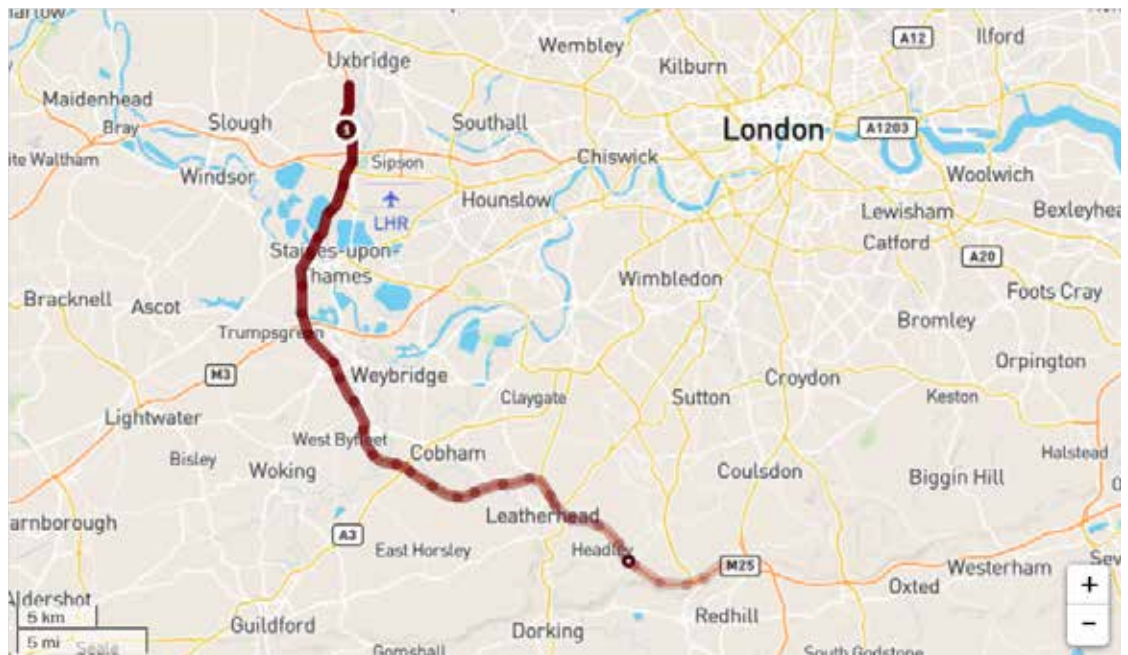 arlow
Uxbridge
Wembley
A12
Ilford
Kilburn
Maidenhead
Bray
Slough
Southall
London
A1203
ite Waltham
Windsor
Sipson
Chiswick
Woolwich
LHR
Hounslow
Lewisham
Bexleyhea
Catford
A20
Staines-upon-
hames
Wimbledon
Foots Cray
Bracknell
Ascot
Bromley
Trumpsgreen
Orpington
M3
Weybridge
Claygate
Sutton
Croydon
Keston
Lightwater
West Byfleet
Cobham
Halstead
Bisley
Woking
Coulsdon
Biggin Hill
arnborough
Leatherhead
A3
East Horsley
Headley
M25
Westerham
Sev
Oxted
Aldershot
5 km
5 mi
Guildford
Dorking
Redhill
+
−
Gomshall
South Godstone